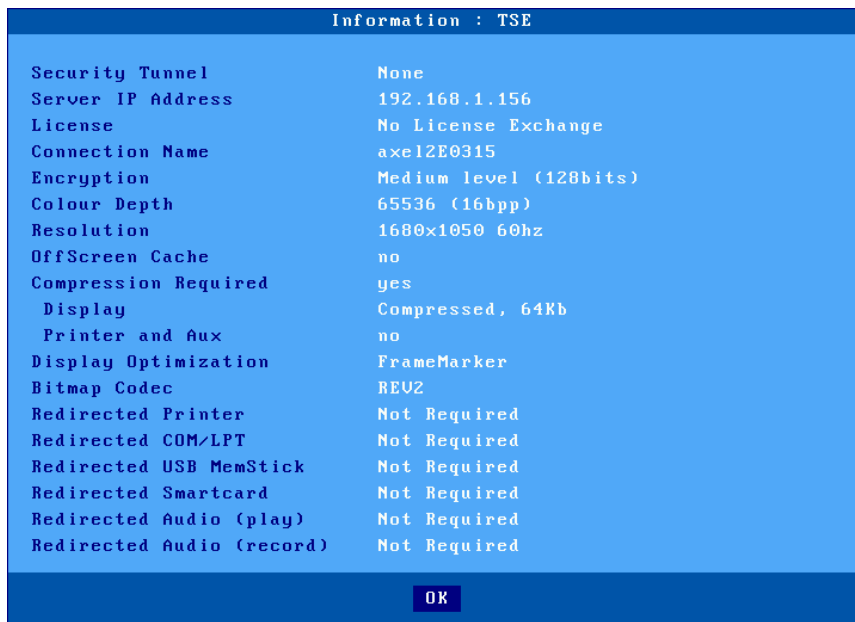 Information : TSE
Security Tunnel None
Server IP Address 192.168.1.156
License No License Exchange
Connection Name axel2E0315
Encryption Medium level (128bits)
Colour Depth 65536 (16bpp)
Resolution 1680x1050 60hz
OffScreen Cache no
Compression Required yes
Display Compressed, 64Kb
Printer and Aux no
Display Optimization FrameMarker
Bitmap Codec REV2
Redirected Printer Not Required
Redirected COM/LPT Not Required
Redirected USB MemStick Not Required
Redirected Smartcard Not Required
Redirected Audio (play) Not Required
Redirected Audio (record) Not Required
OK